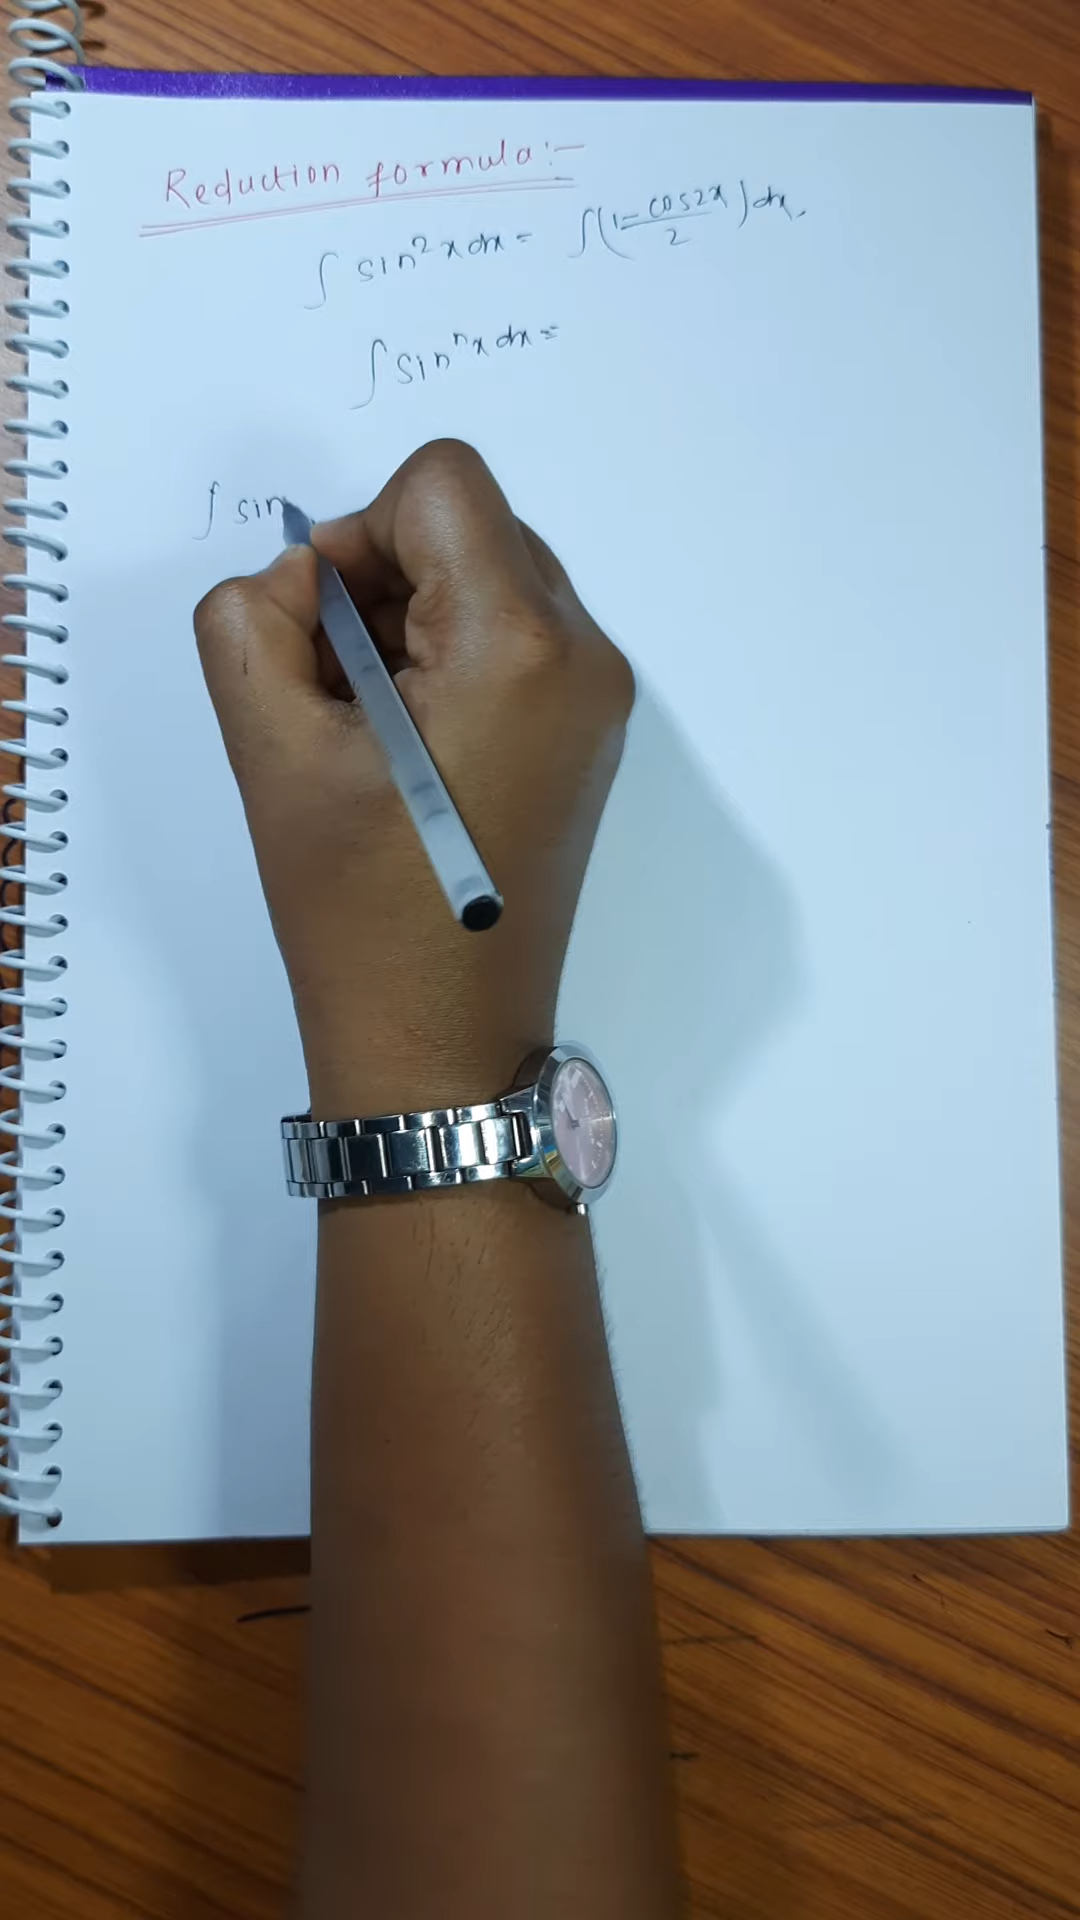 Reduction formula:-
∫ sin²x dx = ∫(1-cos2x/2)dx.
∫ sinⁿx dx =
∫ sin